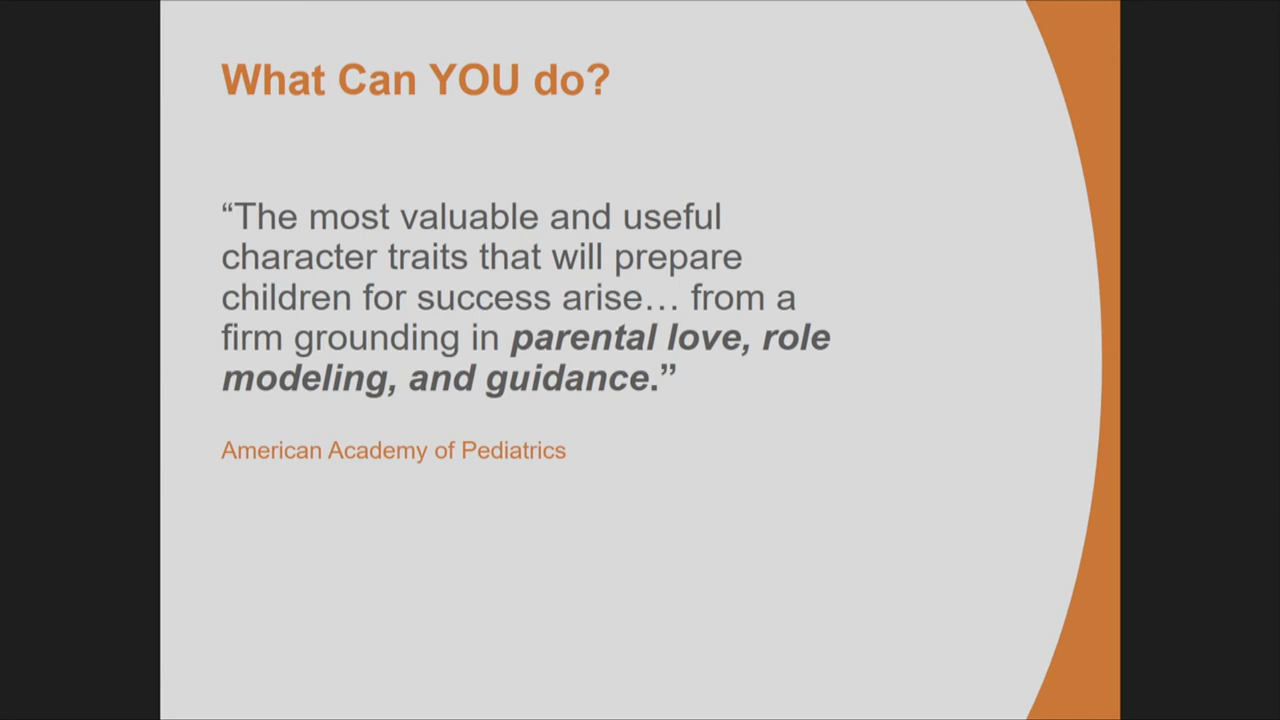 What Can YOU do?
“The most valuable and useful
character traits that will prepare
children for success arise… from a
firm grounding in parental love, role
modeling, and guidance.”
American Academy of Pediatrics